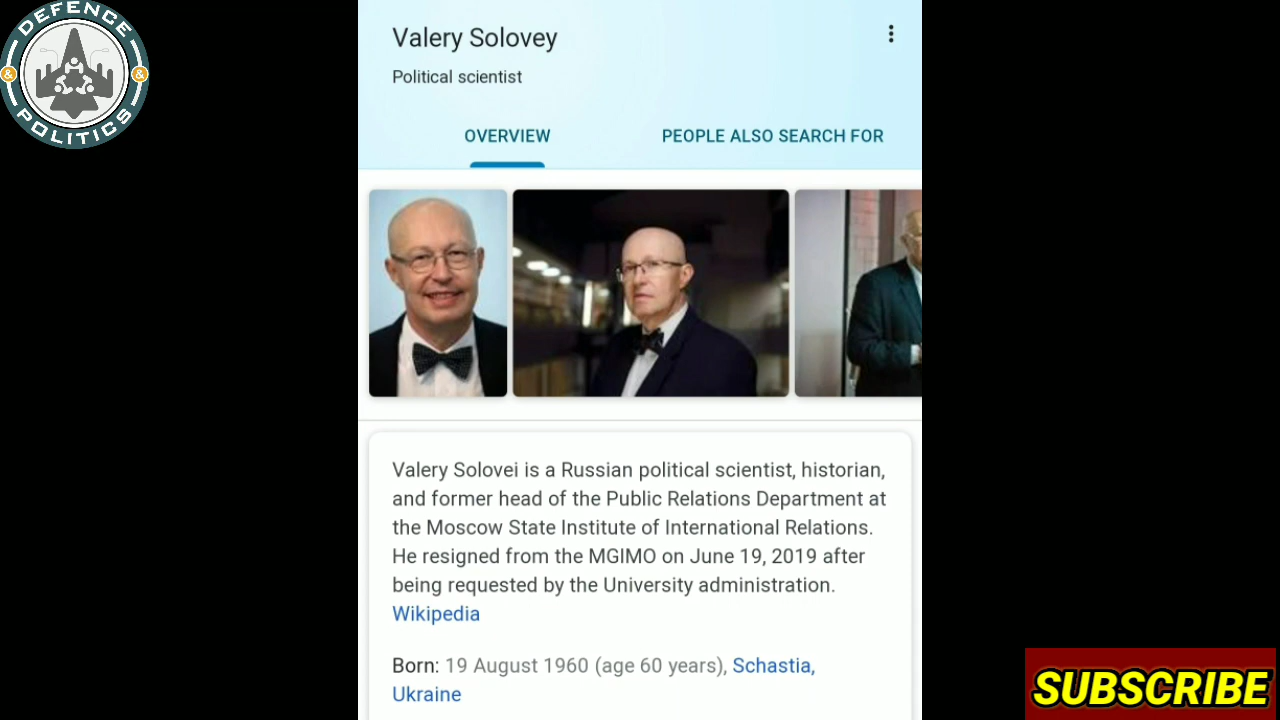 DEFENCE
&
&
POLITICS
Valery Solovey
Political scientist
OVERVIEW
PEOPLE ALSO SEARCH FOR
Valery Solovei is a Russian political scientist, historian,
and former head of the Public Relations Department at
the Moscow State Institute of International Relations.
He resigned from the MGIMO on June 19, 2019 after
being requested by the University administration.
Wikipedia
Born: 19 August 1960 (age 60 years), Schastia,
Ukraine
SUBSCRIBE